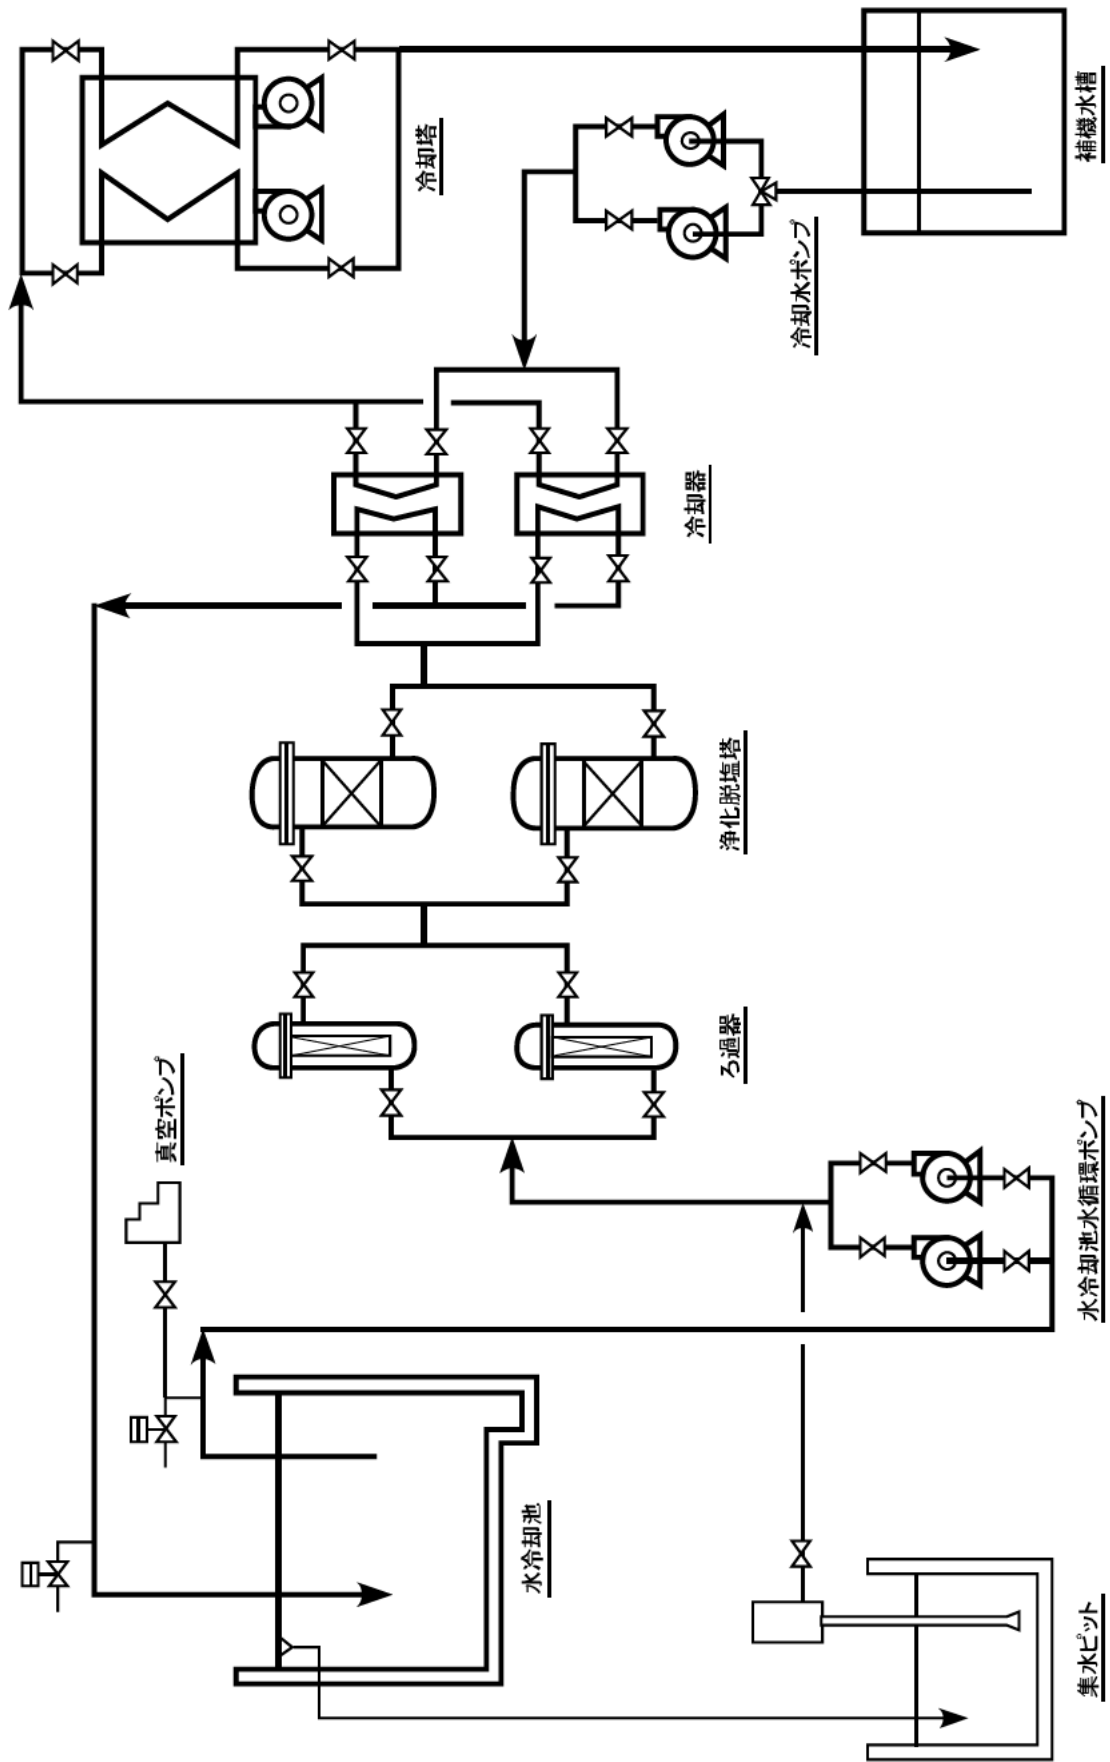 水冷却池
集水ピット
真空ポンプ
水冷却池水循環ポンプ
ろ過器
浄化脱塩塔
冷却器
冷却塔
冷却水ポンプ
補機水槽